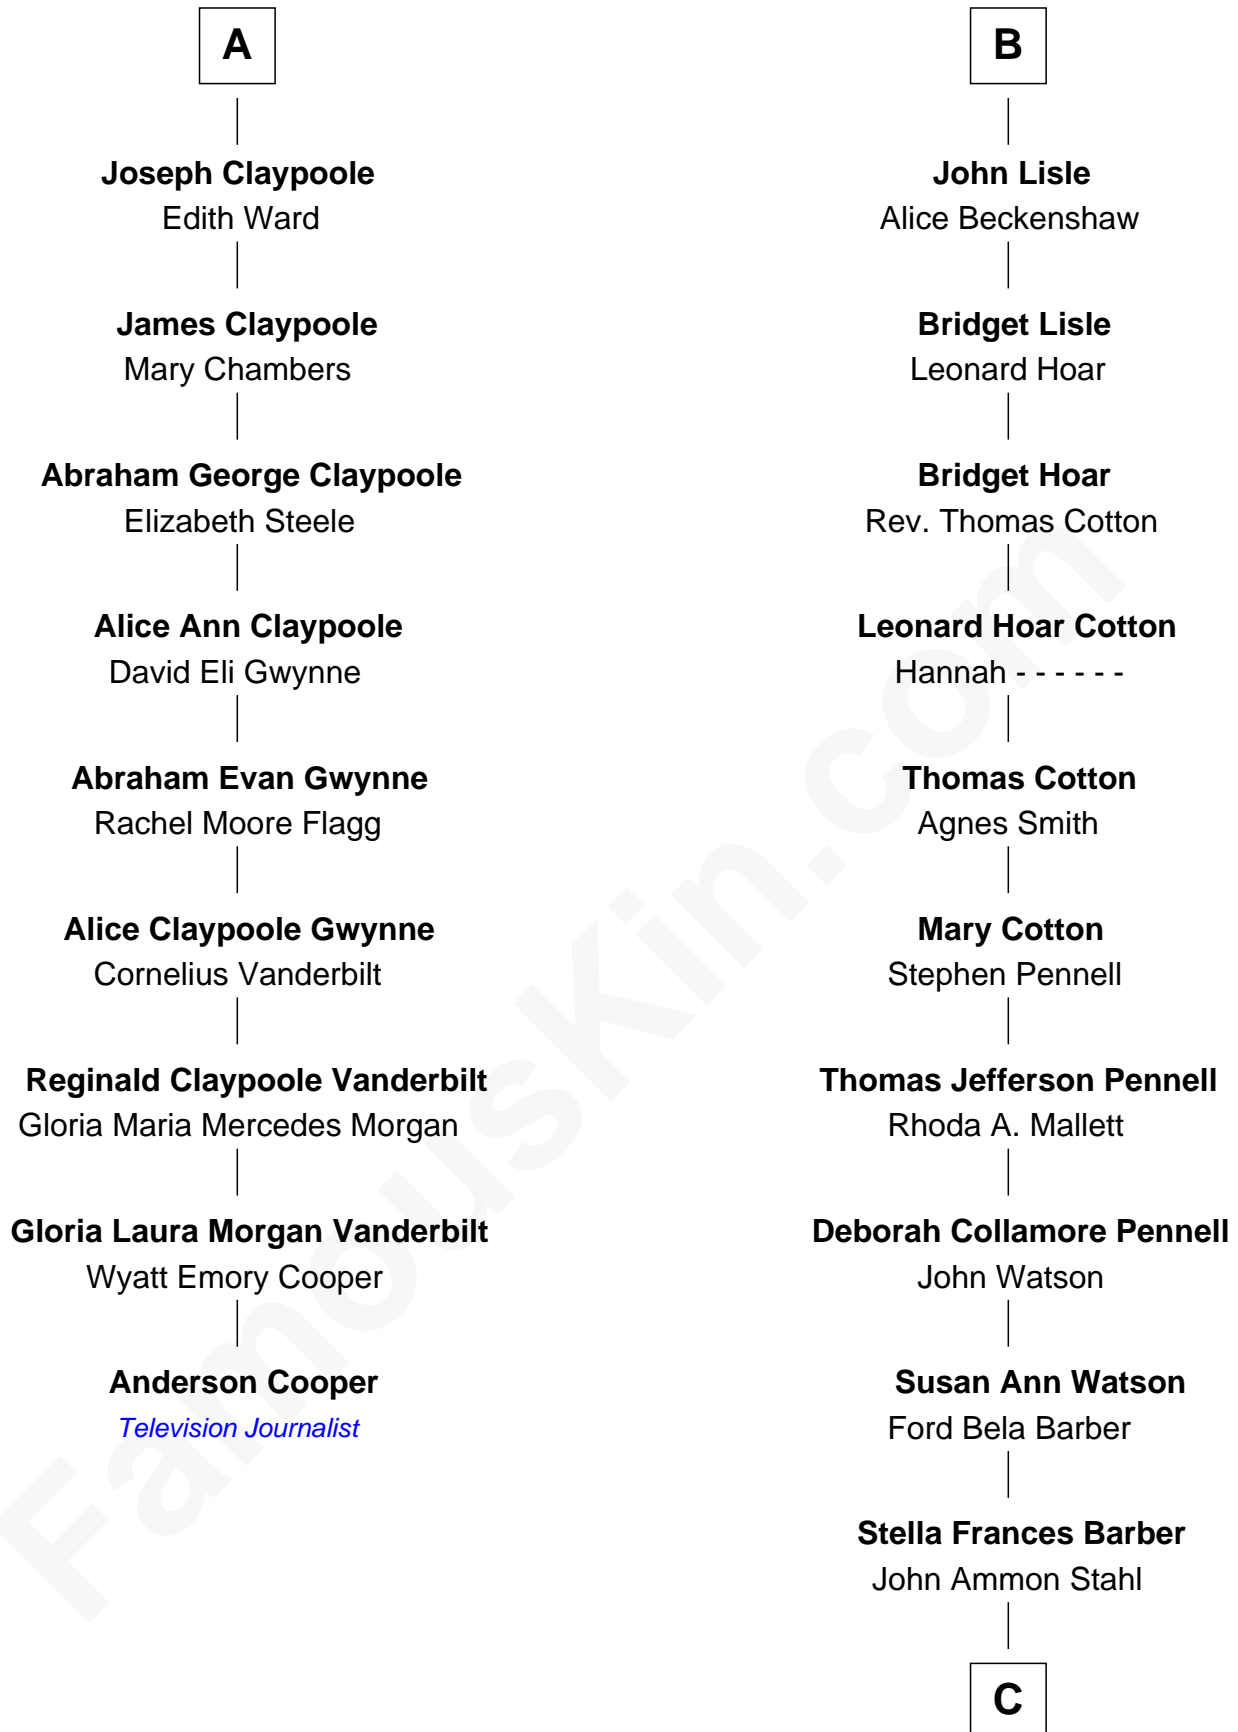 A
Joseph Claypoole
Edith Ward
James Claypoole
Mary Chambers
Abraham George Claypoole
Elizabeth Steele
Alice Ann Claypoole
David Eli Gwynne
Abraham Evan Gwynne
Rachel Moore Flagg
Alice Claypoole Gwynne
Cornelius Vanderbilt
Reginald Claypoole Vanderbilt
Gloria Maria Mercedes Morgan
Gloria Laura Morgan Vanderbilt
Wyatt Emory Cooper
Anderson Cooper
Television Journalist
B
John Lisle
Alice Beckenshaw
Bridget Lisle
Leonard Hoar
Bridget Hoar
Rev. Thomas Cotton
Leonard Hoar Cotton
Hannah - - - - - -
Thomas Cotton
Agnes Smith
Mary Cotton
Stephen Pennell
Thomas Jefferson Pennell
Rhoda A. Mallett
Deborah Collamore Pennell
John Watson
Susan Ann Watson
Ford Bela Barber
Stella Frances Barber
John Ammon Stahl
C
FamousKin.com